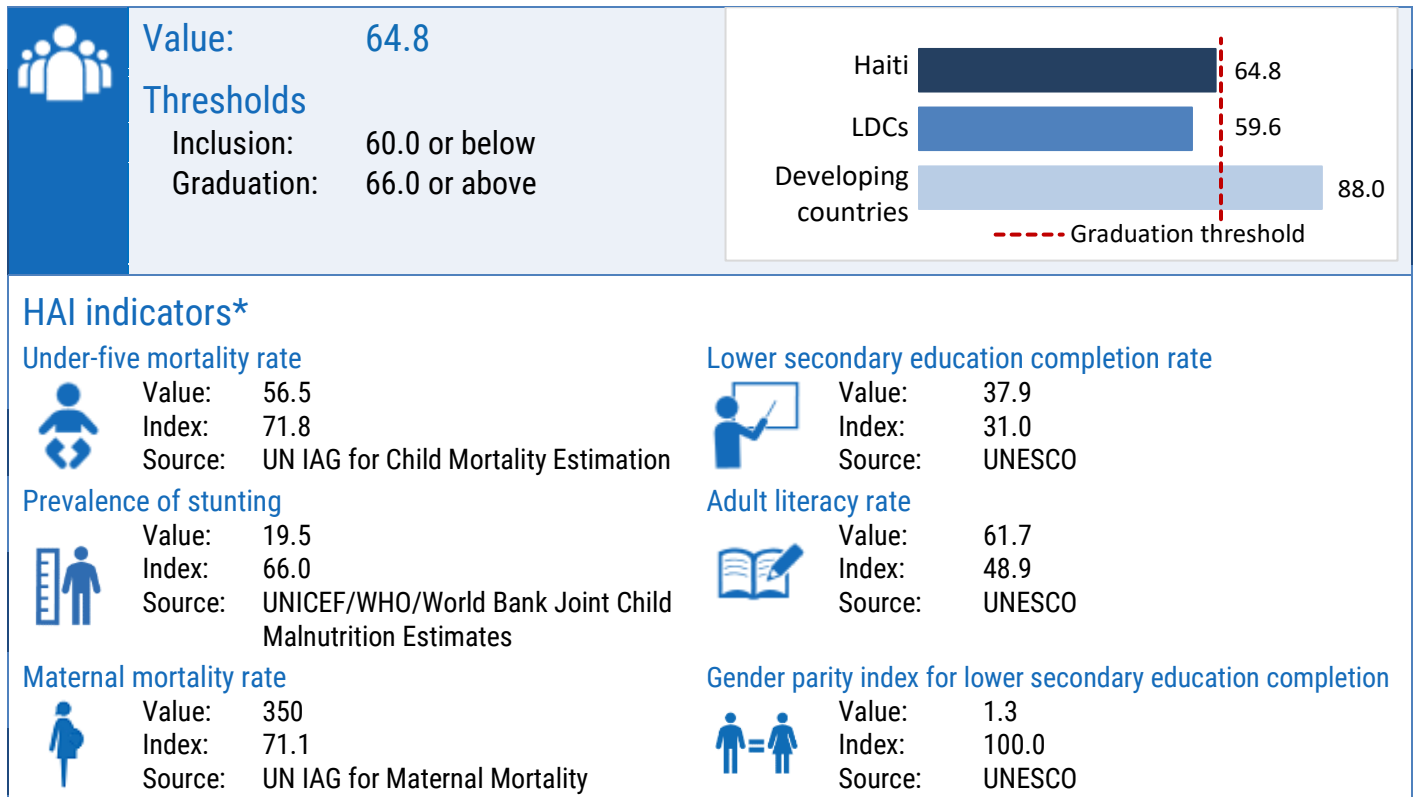 Value: 64.8
Thresholds
Inclusion: 60.0 or below
Graduation: 66.0 or above
Haiti 64.8
LDCs 59.6
Developing
countries 88.0
Graduation threshold
HAI indicators*
Under-five mortality rate
Value: 56.5
Index: 71.8
Source: UN IAG for Child Mortality Estimation
Prevalence of stunting
Value: 19.5
Index: 66.0
Source: UNICEF/WHO/World Bank Joint Child
Malnutrition Estimates
Maternal mortality rate
Value: 350
Index: 71.1
Source: UN IAG for Maternal Mortality
Lower secondary education completion rate
Value: 37.9
Index: 31.0
Source: UNESCO
Adult literacy rate
Value: 61.7
Index: 48.9
Source: UNESCO
Gender parity index for lower secondary education completion
Value: 1.3
Index: 100.0
Source: UNESCO